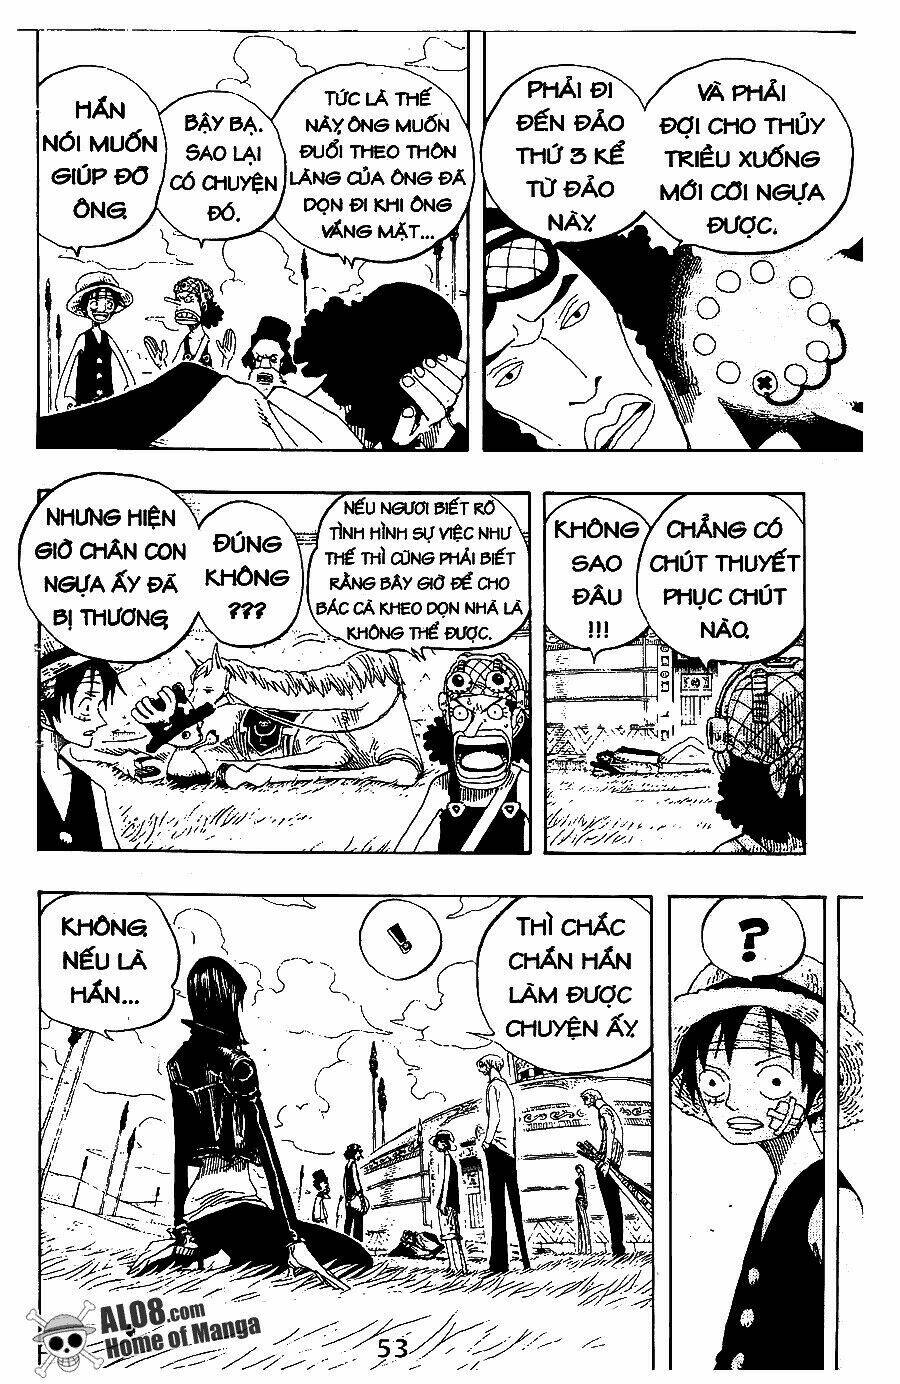 HẮN
NÓI MUỐN
GIÚP ĐỠ
ÔNG.
BẬY BẠ.
SAO LẠI
CÓ CHUYỆN
ĐÓ.
TỨC LÀ THẾ
NÀY, ÔNG MUỐN
ĐUỔI THEO THÔN
LÀNG CỦA ÔNG ĐÃ
DỌN ĐI KHI ÔNG
VẮNG MẶT...
PHẢI ĐI
ĐẾN ĐẢO
THỨ 3 KỂ
TỪ ĐẢO
NÀY.
VÀ PHẢI
ĐỢI CHO THỦY
TRIỀU XUỐNG
MỚI CỠI NGỰA
ĐƯỢC.
NHƯNG HIỆN
GIỜ CHÂN CON
NGỰA ẤY ĐÃ
BỊ THƯƠNG,
ĐÚNG
KHÔNG
???
NẾU NGƯƠI BIẾT RÕ
TÌNH HÌNH SỰ VIỆC NHƯ
THẾ THÌ CŨNG PHẢI BIẾT
RẰNG BÂY GIỜ ĐỂ CHO
BÁC CÀ KHEO DỌN NHÀ LÀ
KHÔNG THỂ ĐƯỢC.
KHÔNG
SAO
ĐÂU
!!!
CHẲNG CÓ
CHÚT THUYẾT
PHỤC CHÚT
NÀO.
KHÔNG.
NẾU LÀ
HẮN...
!
THÌ CHẮC
CHẮN HẮN
LÀM ĐƯỢC
CHUYỆN ẤY.
?
AL08.com
Home of Manga
53